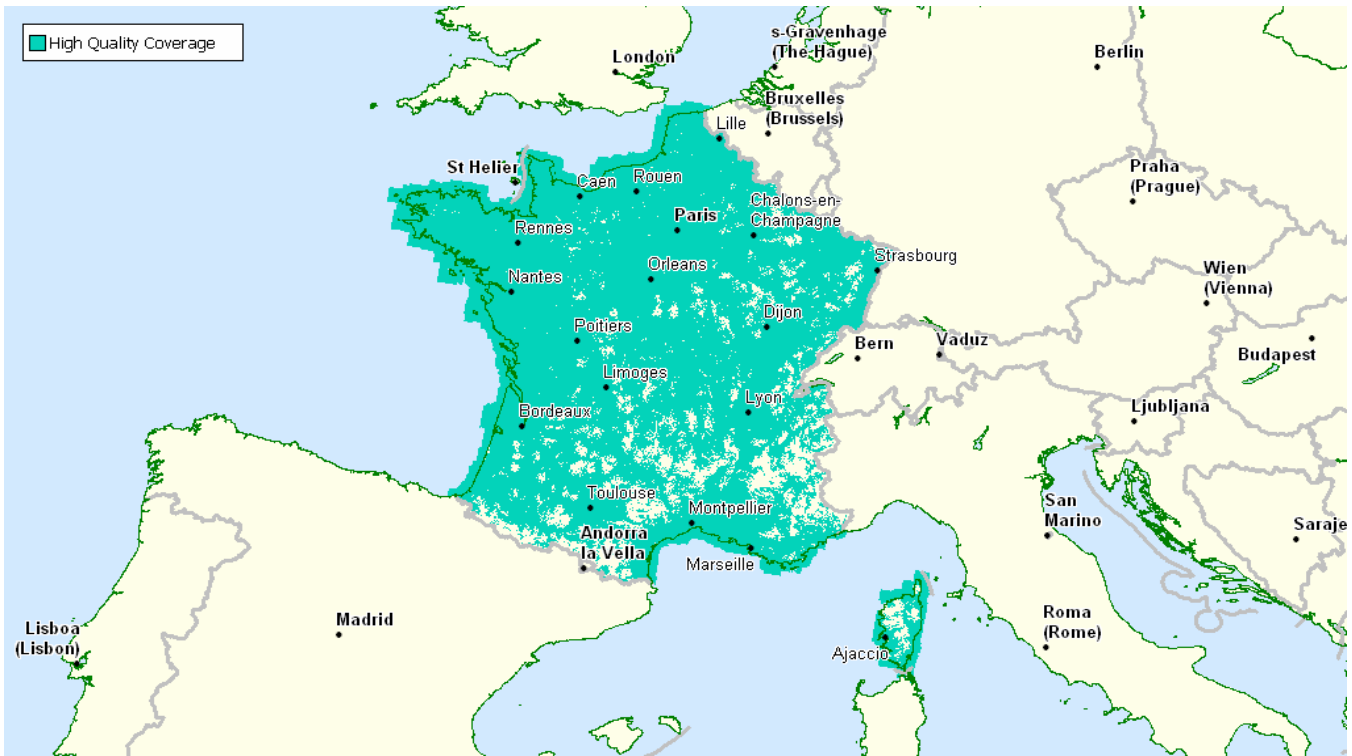 High Quality Coverage
London
s-Gravenhage
(The Hague)
Berlin
Bruxelles
(Brussels)
Lille
St Helier
Praha
(Prague)
Caen
Rouen
Chalons-en-
Champagne
Paris
Rennes
Strasbourg
Orleans
Nantes
Wien
(Vienna)
Dijon
Poitiers
Bern
Vaduz
Budapest
Limoges
Lyon
Bordeaux
Ljubljana
Toulouse
Montpellier
San
Marino
Saraje
Andorra
la Vella
Marseille
Madrid
Roma
(Rome)
Lisboa
(Lisbon)
Ajaccio